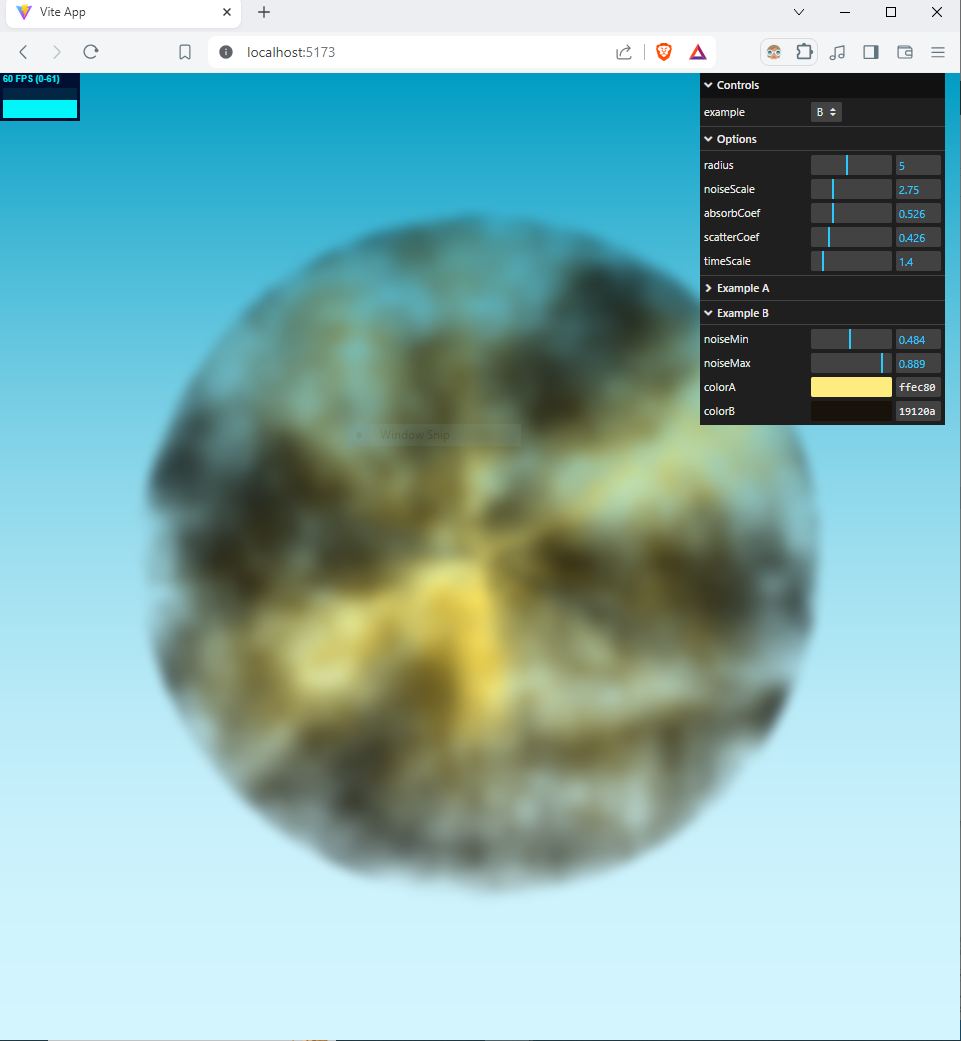 Vite App
localhost:5173
60 FPS (0-61)
Controls
example B
Options
radius 5
noiseScale 2.75
absorbCoef 0.526
scatterCoef 0.426
timeScale 1.4
Example A
Example B
noiseMin 0.484
noiseMax 0.889
colorA ffec80
colorB 19120a
Window Snip